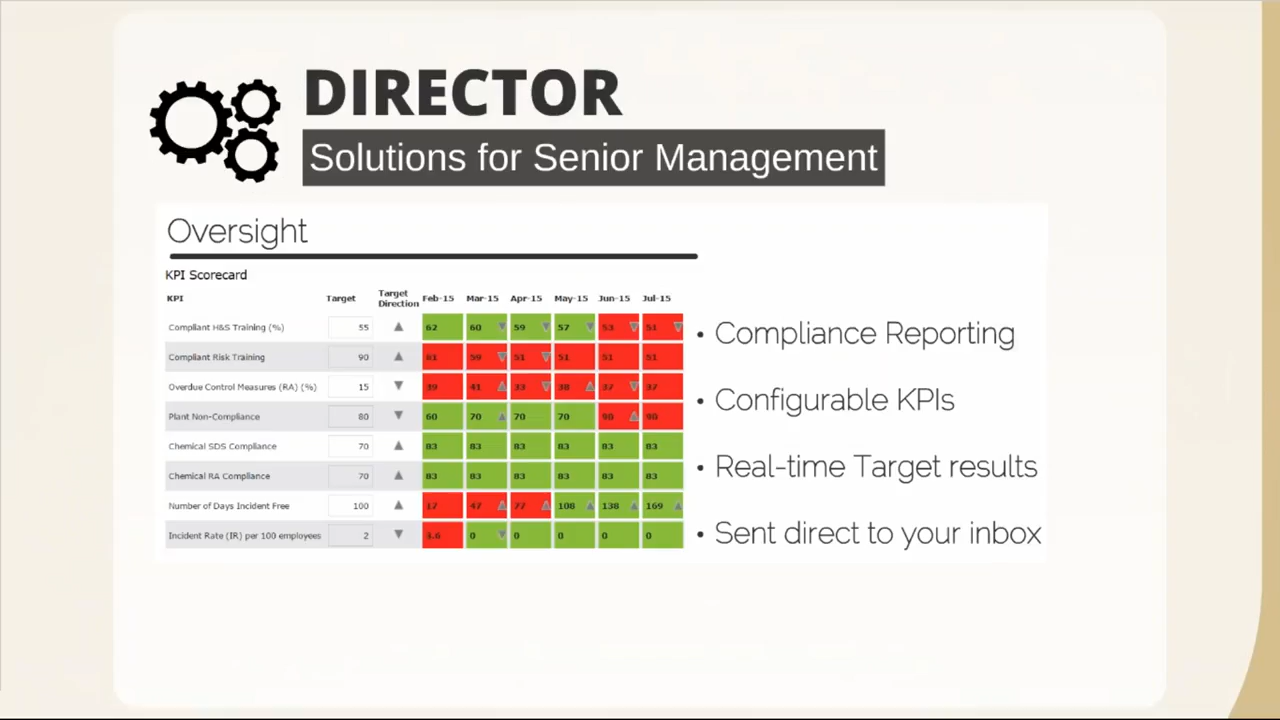 DIRECTOR
Solutions for Senior Management
Oversight
KPI Scorecard
KPI Target Target Direction Feb-15 Mar-15 Apr-15 May-15 Jun-15 Jul-15
Compliant H&S Training (%) 55 62 60 59 57 53 51
Compliant Risk Training 90 61 59 51 51 51 51
Overdue Control Measures (RA) (%) 15 39 41 33 38 37 37
Plant Non-Compliance 80 60 70 70 70 90 90
Chemical SDS Compliance 70 83 83 83 83 83 83
Chemical RA Compliance 70 83 83 83 83 83 83
Number of Days Incident Free 100 17 47 77 108 138 169
Incident Rate (IR) per 100 employees 2 3.6 0 0 0 0 0
• Compliance Reporting
• Configurable KPIs
• Real-time Target results
• Sent direct to your inbox